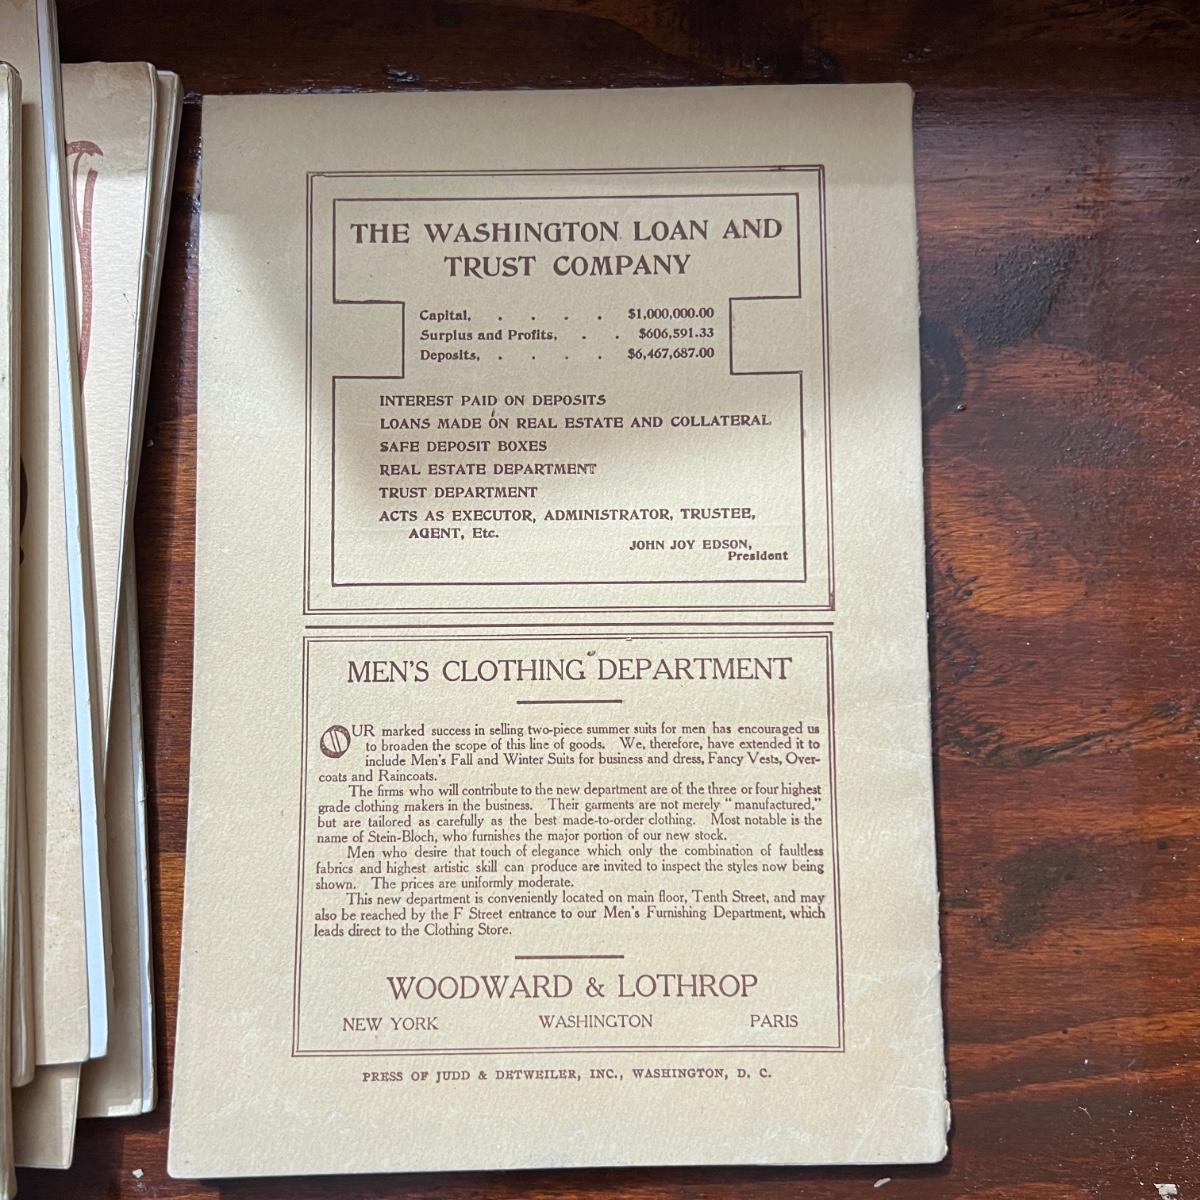 THE WASHINGTON LOAN AND
TRUST COMPANY
Capital, . . . . $1,000,000.00
Surplus and Profits, . . $606,591.33
Deposits, . . . . $6,467,687.00
INTEREST PAID ON DEPOSITS
LOANS MADE ON REAL ESTATE AND COLLATERAL
SAFE DEPOSIT BOXES
REAL ESTATE DEPARTMENT
TRUST DEPARTMENT
ACTS AS EXECUTOR, ADMINISTRATOR, TRUSTEE,
AGENT, Etc.
JOHN JOY EDSON,
President
MEN'S CLOTHING DEPARTMENT
OUR marked success in selling two-piece summer suits for men has encouraged us
to broaden the scope of this line of goods. We, therefore, have extended it to
include Men's Fall and Winter Suits for business and dress, Fancy Vests, Over-
coats and Raincoats.
The firms who will contribute to the new department are of the three or four highest
grade clothing makers in the business. Their garments are not merely "manufactured,"
but are tailored as carefully as the best made-to-order clothing. Most notable is the
name of Stein-Bloch, who furnishes the major portion of our new stock.
Men who desire that touch of elegance which only the combination of faultless
fabrics and highest artistic skill can produce are invited to inspect the styles now being
shown. The prices are uniformly moderate.
This new department is conveniently located on main floor, Tenth Street, and may
also be reached by the F Street entrance to our Men's Furnishing Department, which
leads direct to the Clothing Store.
WOODWARD & LOTHROP
NEW YORK WASHINGTON PARIS
PRESS OF JUDD & DETWEILER, INC., WASHINGTON, D. C.